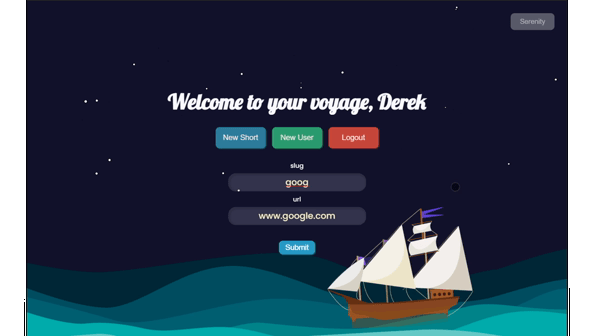 Serenity
Welcome to your voyage, Derek
New Short New User Logout
slug
goog
url
www.google.com
Submit